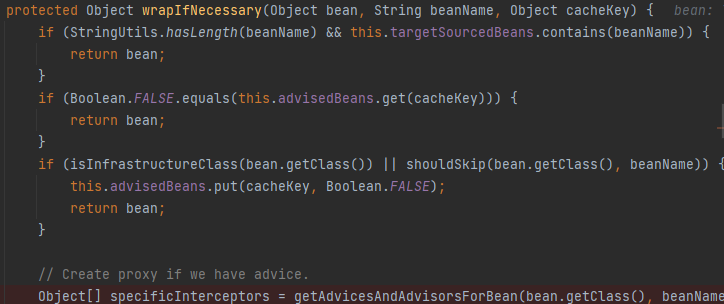 protected Object wrapIfNecessary(Object bean, String beanName, Object cacheKey) {   bean:
    if (StringUtils.hasLength(beanName) && this.targetSourcedBeans.contains(beanName)) {
        return bean;
    }
    if (Boolean.FALSE.equals(this.advisedBeans.get(cacheKey))) {
        return bean;
    }
    if (isInfrastructureClass(bean.getClass()) || shouldSkip(bean.getClass(), beanName)) {
        this.advisedBeans.put(cacheKey, Boolean.FALSE);
        return bean;
    }

    // Create proxy if we have advice.
    Object[] specificInterceptors = getAdvicesAndAdvisorsForBean(bean.getClass(), beanName